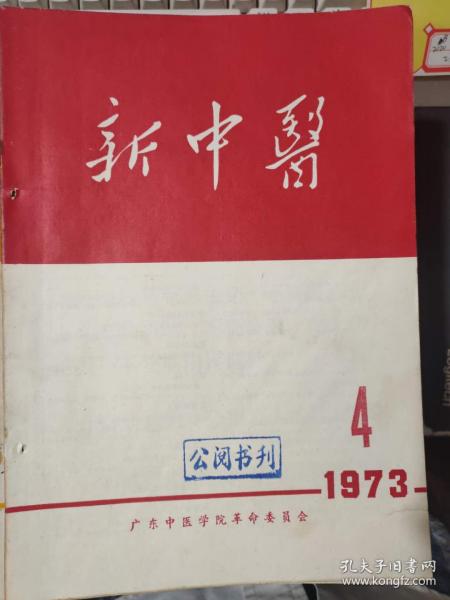 新中醫
4
公阅书刊
1973
广东中医学院革命委员会
孔夫子旧书网
www.kongfz.com